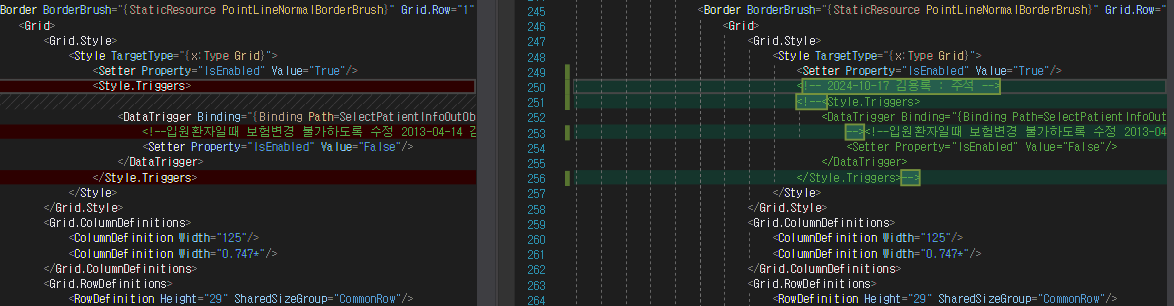 Border BorderBrush="{StaticResource PointLineNormalBorderBrush}" Grid.Row="1"
<Grid>
<Grid.Style>
<Style TargetType="{x:Type Grid}">
<Setter Property="IsEnabled" Value="True"/>
<Style.Triggers>
<DataTrigger Binding="{Binding Path=SelectPatientInfoOutOb
<!--입원환자일때 보험변경 불가하도록 수정 2013-04-14 김
<Setter Property="IsEnabled" Value="False"/>
</DataTrigger>
</Style.Triggers>
</Style>
</Grid.Style>
<Grid.ColumnDefinitions>
<ColumnDefinition Width="125"/>
<ColumnDefinition Width="0.747*"/>
</Grid.ColumnDefinitions>
<Grid.RowDefinitions>
<RowDefinition Height="29" SharedSizeGroup="CommonRow"/>
245 <Border BorderBrush="{StaticResource PointLineNormalBorderBrush}" Grid.Row="
246 <Grid>
247 <Grid.Style>
248 <Style TargetType="{x:Type Grid}">
249 <Setter Property="IsEnabled" Value="True"/>
250 <!-- 2024-10-17 김용록 : 주석 -->
251 <!--<Style.Triggers>
252 <DataTrigger Binding="{Binding Path=SelectPatientInfoOut
253 --><!--입원환자일때 보험변경 불가하도록 수정 2013-04
254 <Setter Property="IsEnabled" Value="False"/>
255 </DataTrigger>
256 </Style.Triggers>-->
257 </Style>
258 </Grid.Style>
259 <Grid.ColumnDefinitions>
260 <ColumnDefinition Width="125"/>
261 <ColumnDefinition Width="0.747*"/>
262 </Grid.ColumnDefinitions>
263 <Grid.RowDefinitions>
264 <RowDefinition Height="29" SharedSizeGroup="CommonRow"/>